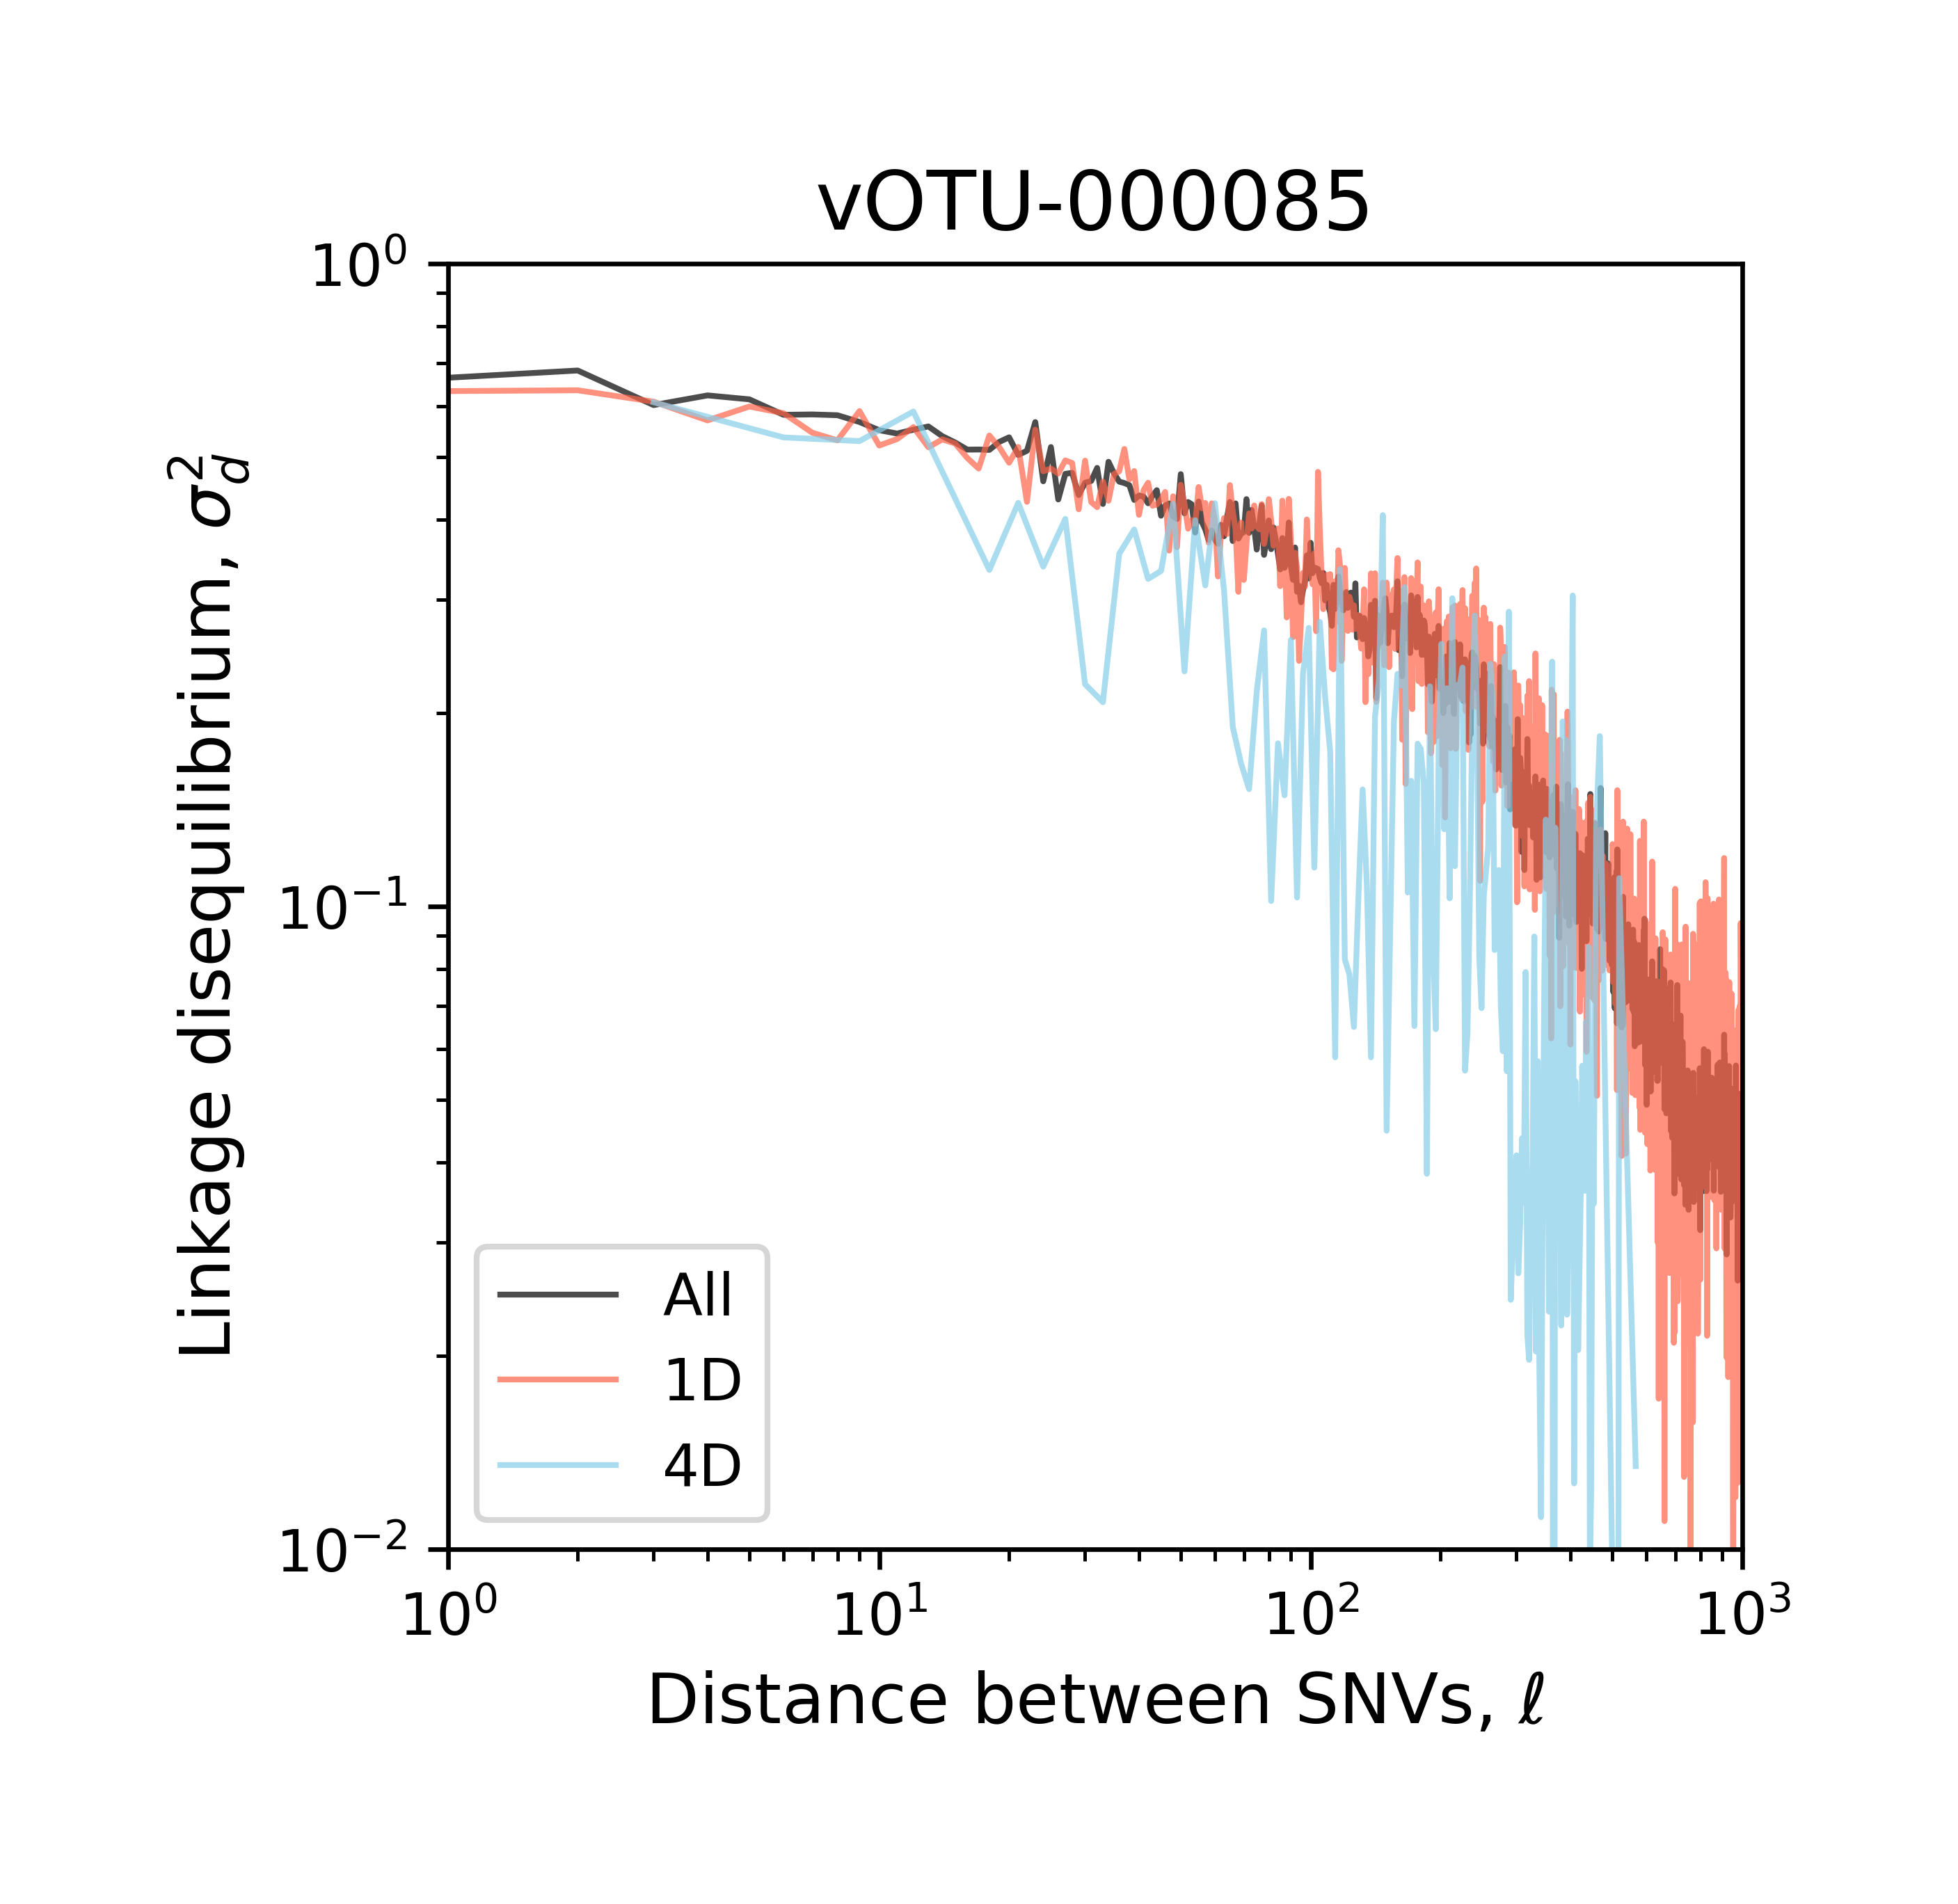 vOTU-000085
10⁰
10⁻¹
10⁻²
Linkage disequilibrium, σ²_d
All
1D
4D
10⁰ 10¹ 10² 10³
Distance between SNVs, ℓ